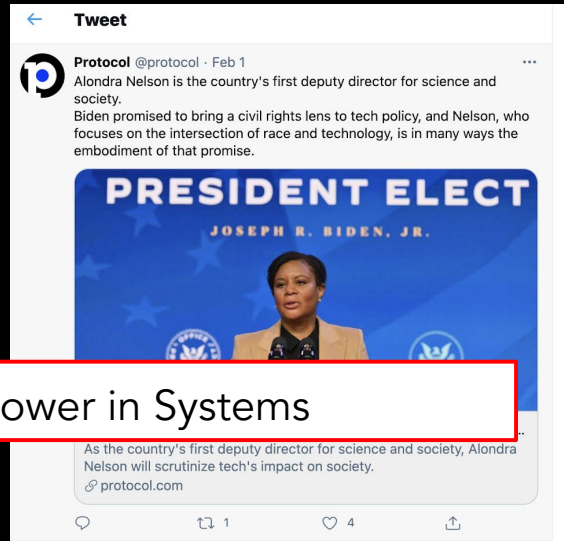 Tweet
Protocol @protocol · Feb 1
Alondra Nelson is the country's first deputy director for science and
society.
Biden promised to bring a civil rights lens to tech policy, and Nelson, who
focuses on the intersection of race and technology, is in many ways the
embodiment of that promise.
PRESIDENT ELECT
JOSEPH R. BIDEN, JR.
ower in Systems
As the country's first deputy director for science and society, Alondra
Nelson will scrutinize tech's impact on society.
protocol.com
1
4